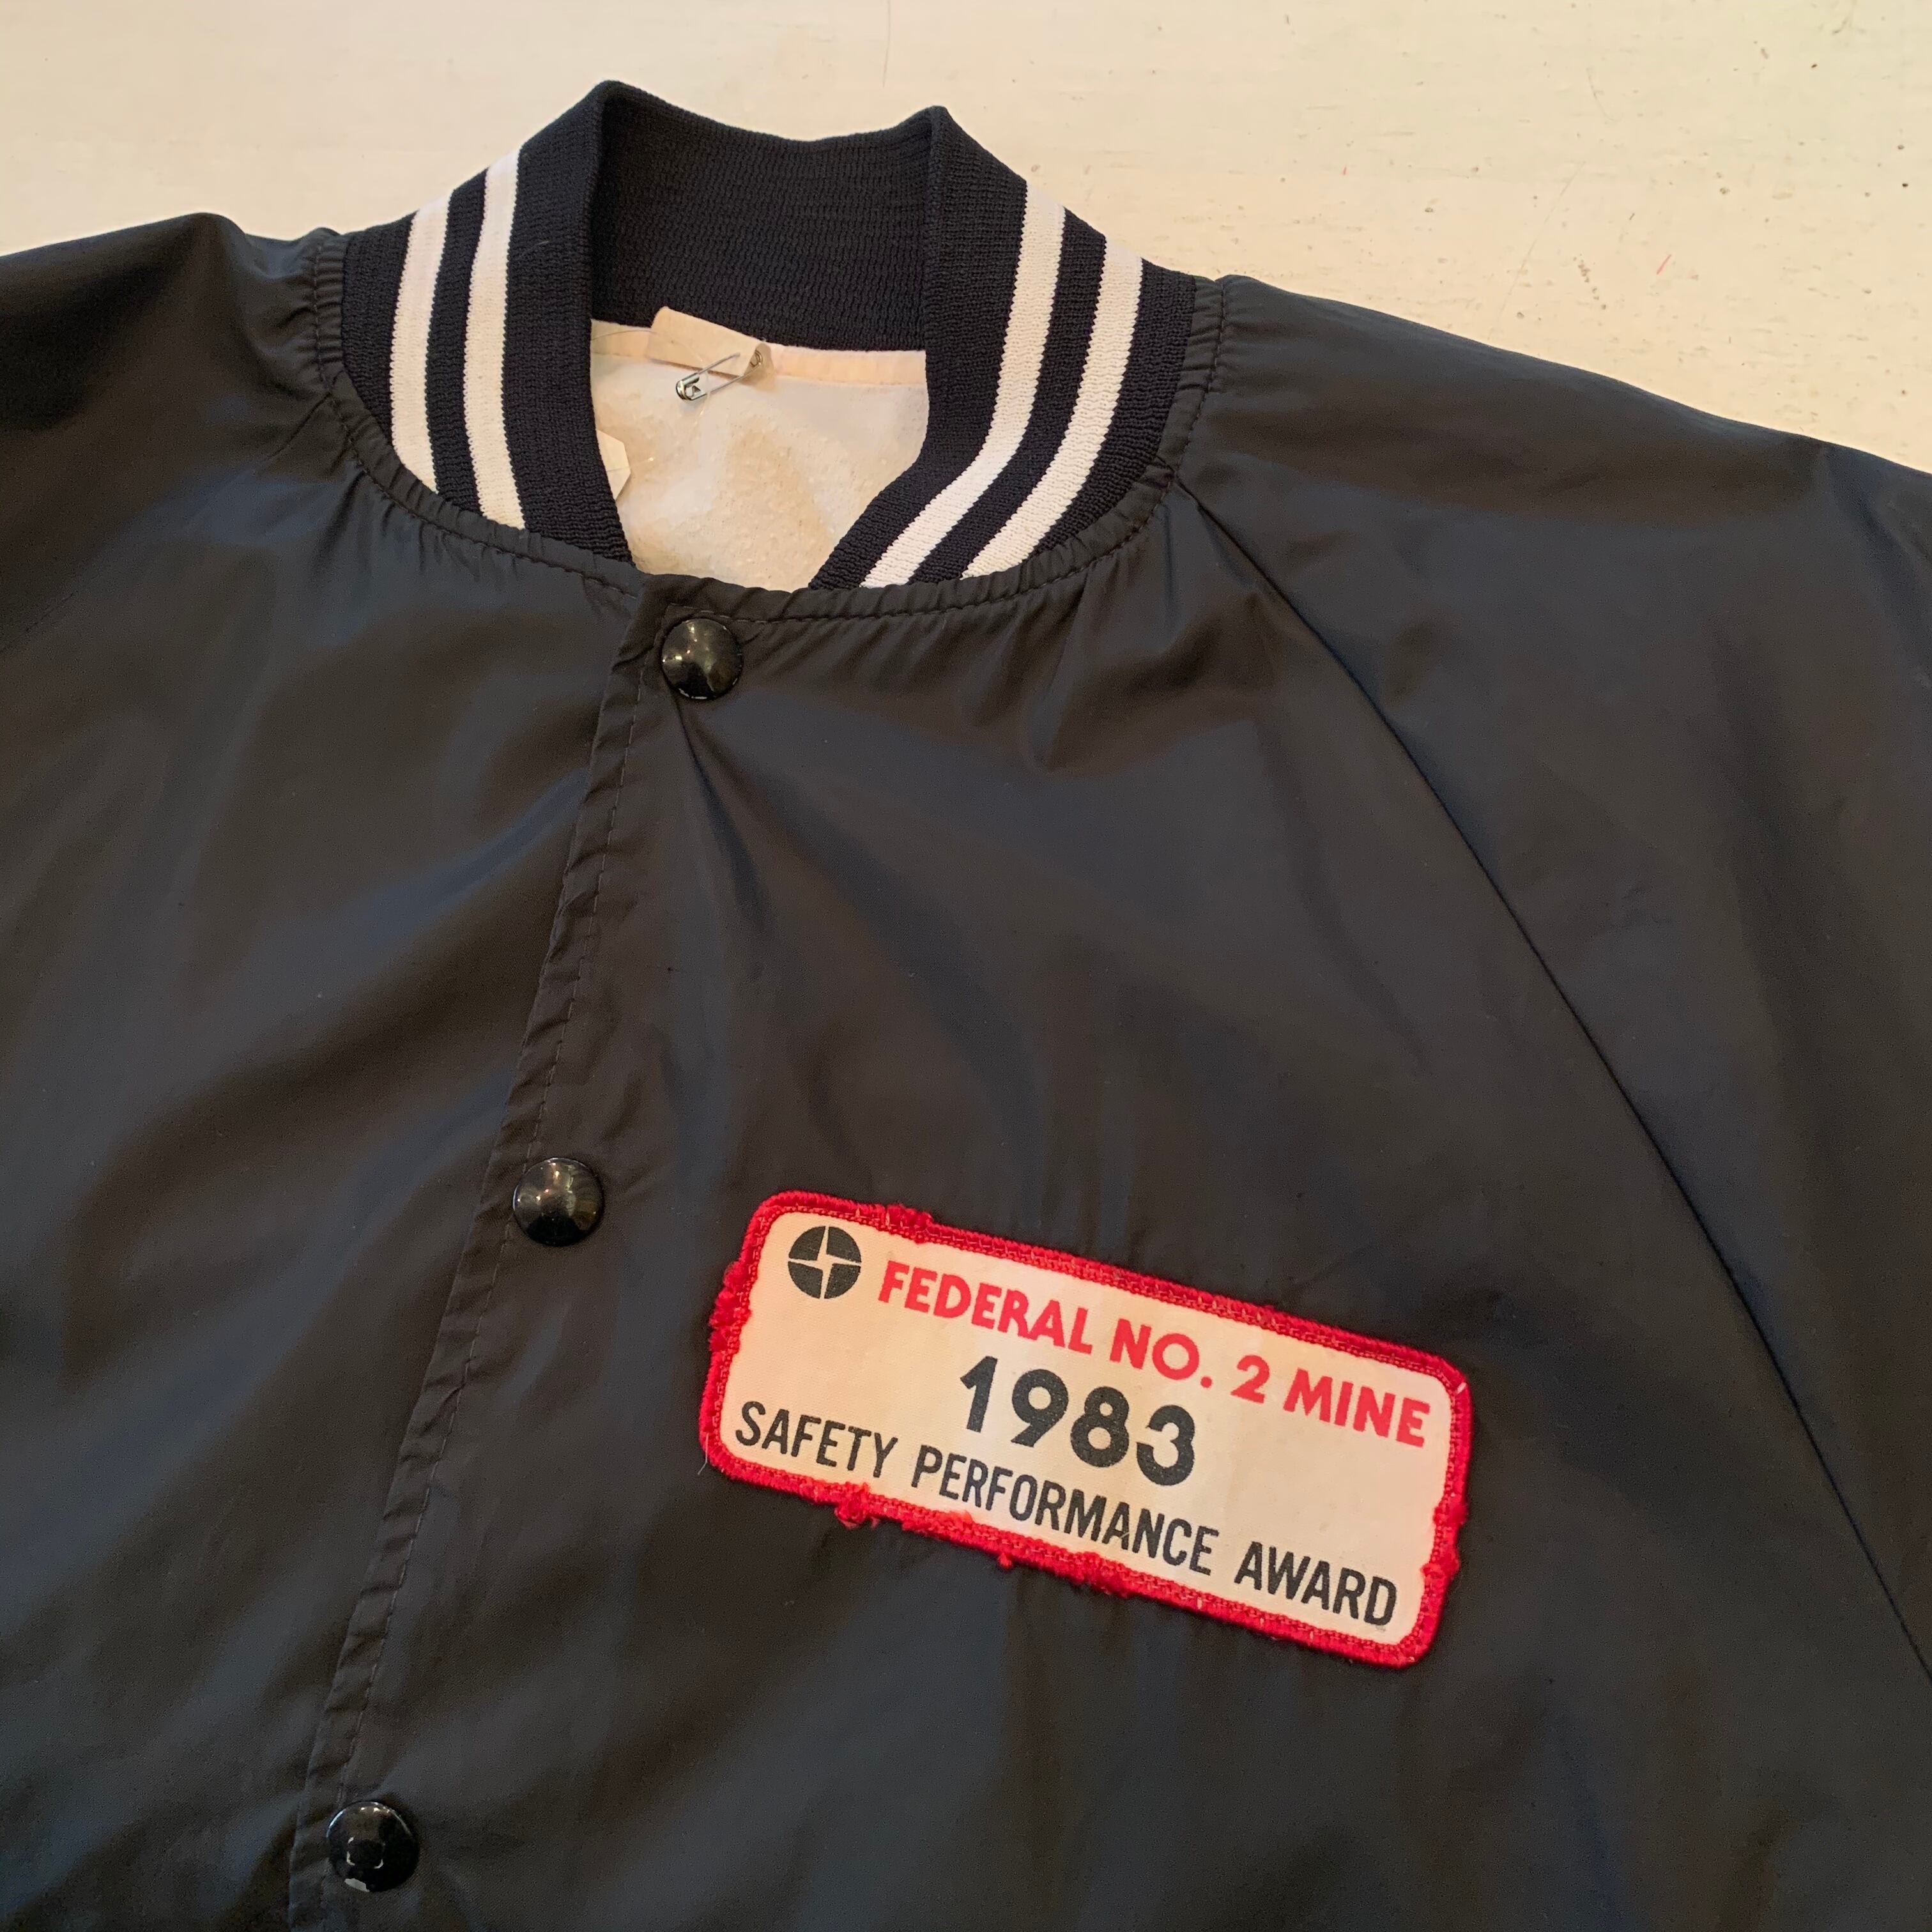 FEDERAL NO. 2 MINE
1983
SAFETY PERFORMANCE AWARD